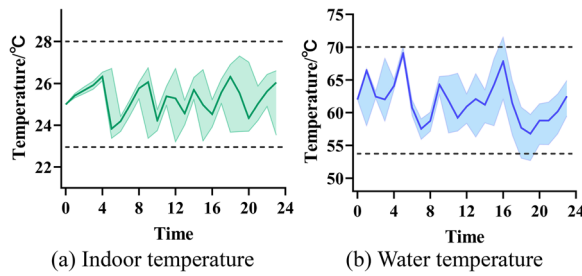 (a)
Temperature/°C
28
26
24
22
0 4 8 12 16 20 24
Time
(a) Indoor temperature
(b)
Temperature/°C
75
70
65
60
55
50
0 4 8 12 16 20 24
Time
(b) Water temperature